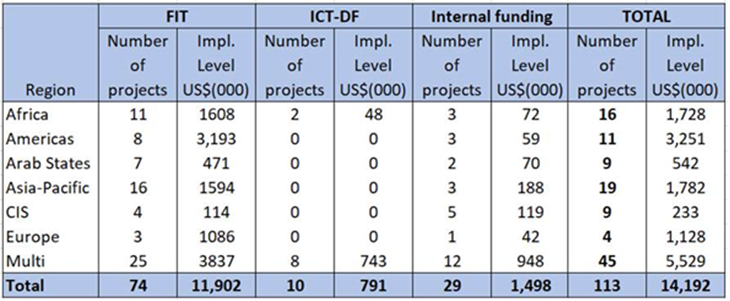 FIT ICT-DF Internal funding TOTAL
Number Impl. Number Impl. Number Impl. Number Impl.
of Level of Level of Level of Level
Region projects US$(000) projects US$(000) projects US$(000) projects US$(000)
Africa 11 1608 2 48 3 72 16 1,728
Americas 8 3,193 0 0 3 59 11 3,251
Arab States 7 471 0 0 2 70 9 542
Asia-Pacific 16 1594 0 0 3 188 19 1,782
CIS 4 114 0 0 5 119 9 233
Europe 3 1086 0 0 1 42 4 1,128
Multi 25 3837 8 743 12 948 45 5,529
Total 74 11,902 10 791 29 1,498 113 14,192